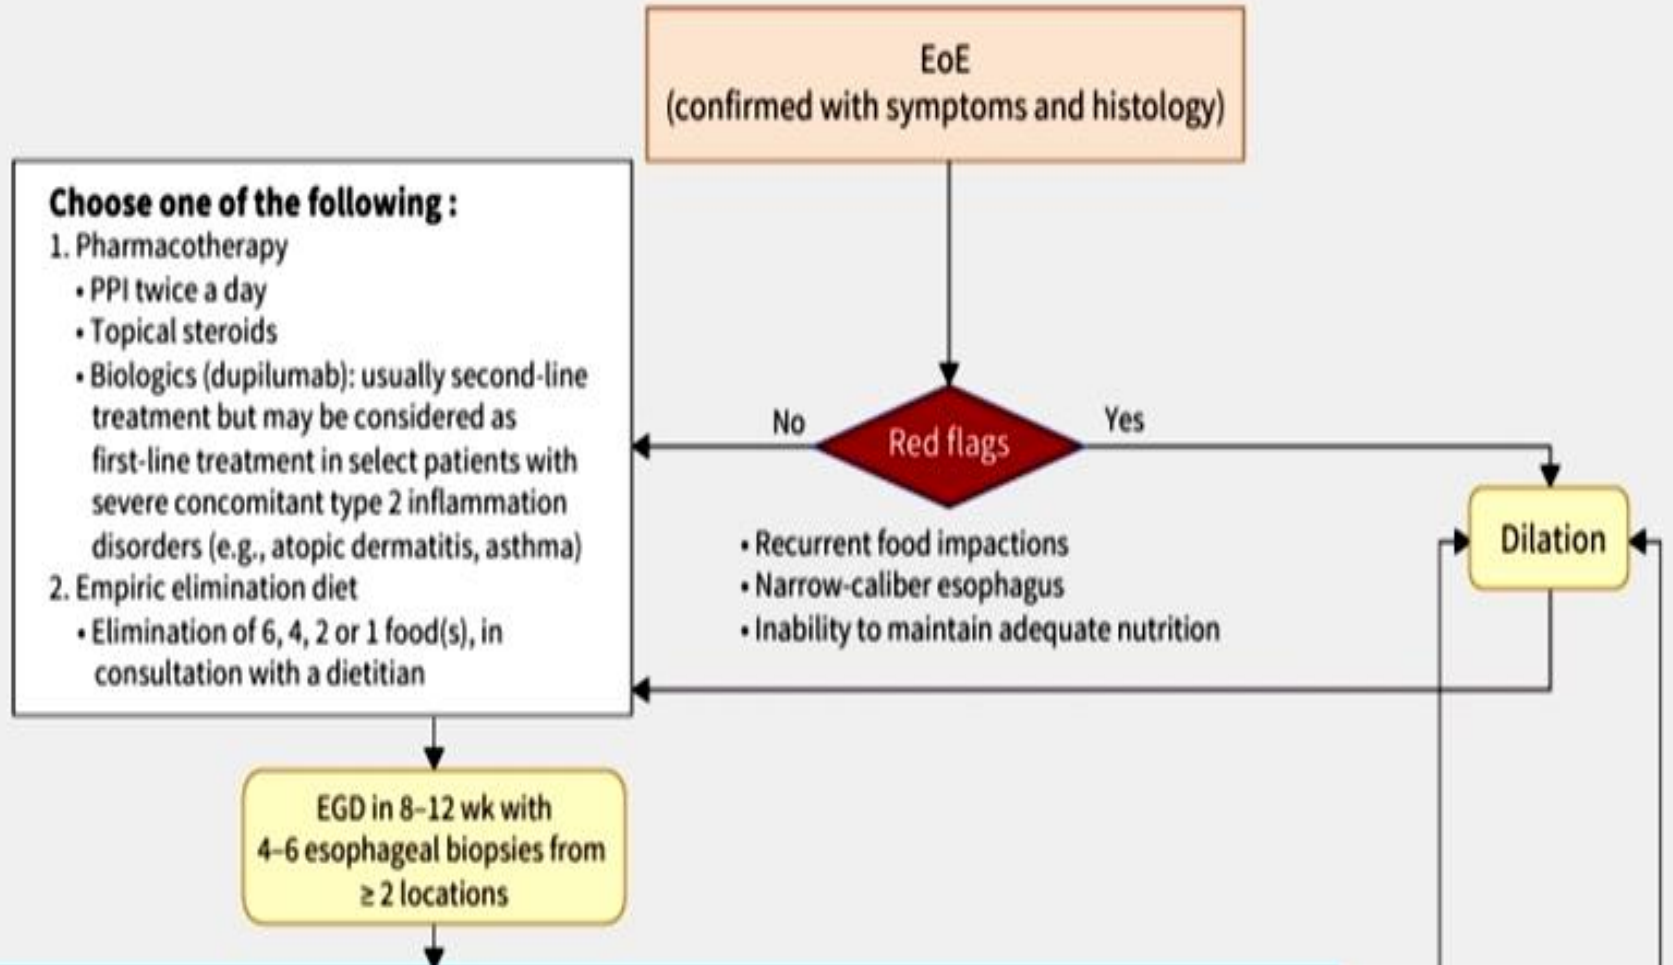 EoE
(confirmed with symptoms and histology)
Choose one of the following :
1. Pharmacotherapy
• PPI twice a day
• Topical steroids
• Biologics (dupilumab): usually second-line
treatment but may be considered as
first-line treatment in select patients with
severe concomitant type 2 inflammation
disorders (e.g., atopic dermatitis, asthma)
2. Empiric elimination diet
• Elimination of 6, 4, 2 or 1 food(s), in
consultation with a dietitian
No
Red flags
Yes
• Recurrent food impactions
• Narrow-caliber esophagus
• Inability to maintain adequate nutrition
Dilation
EGD in 8–12 wk with
4–6 esophageal biopsies from
≥ 2 locations